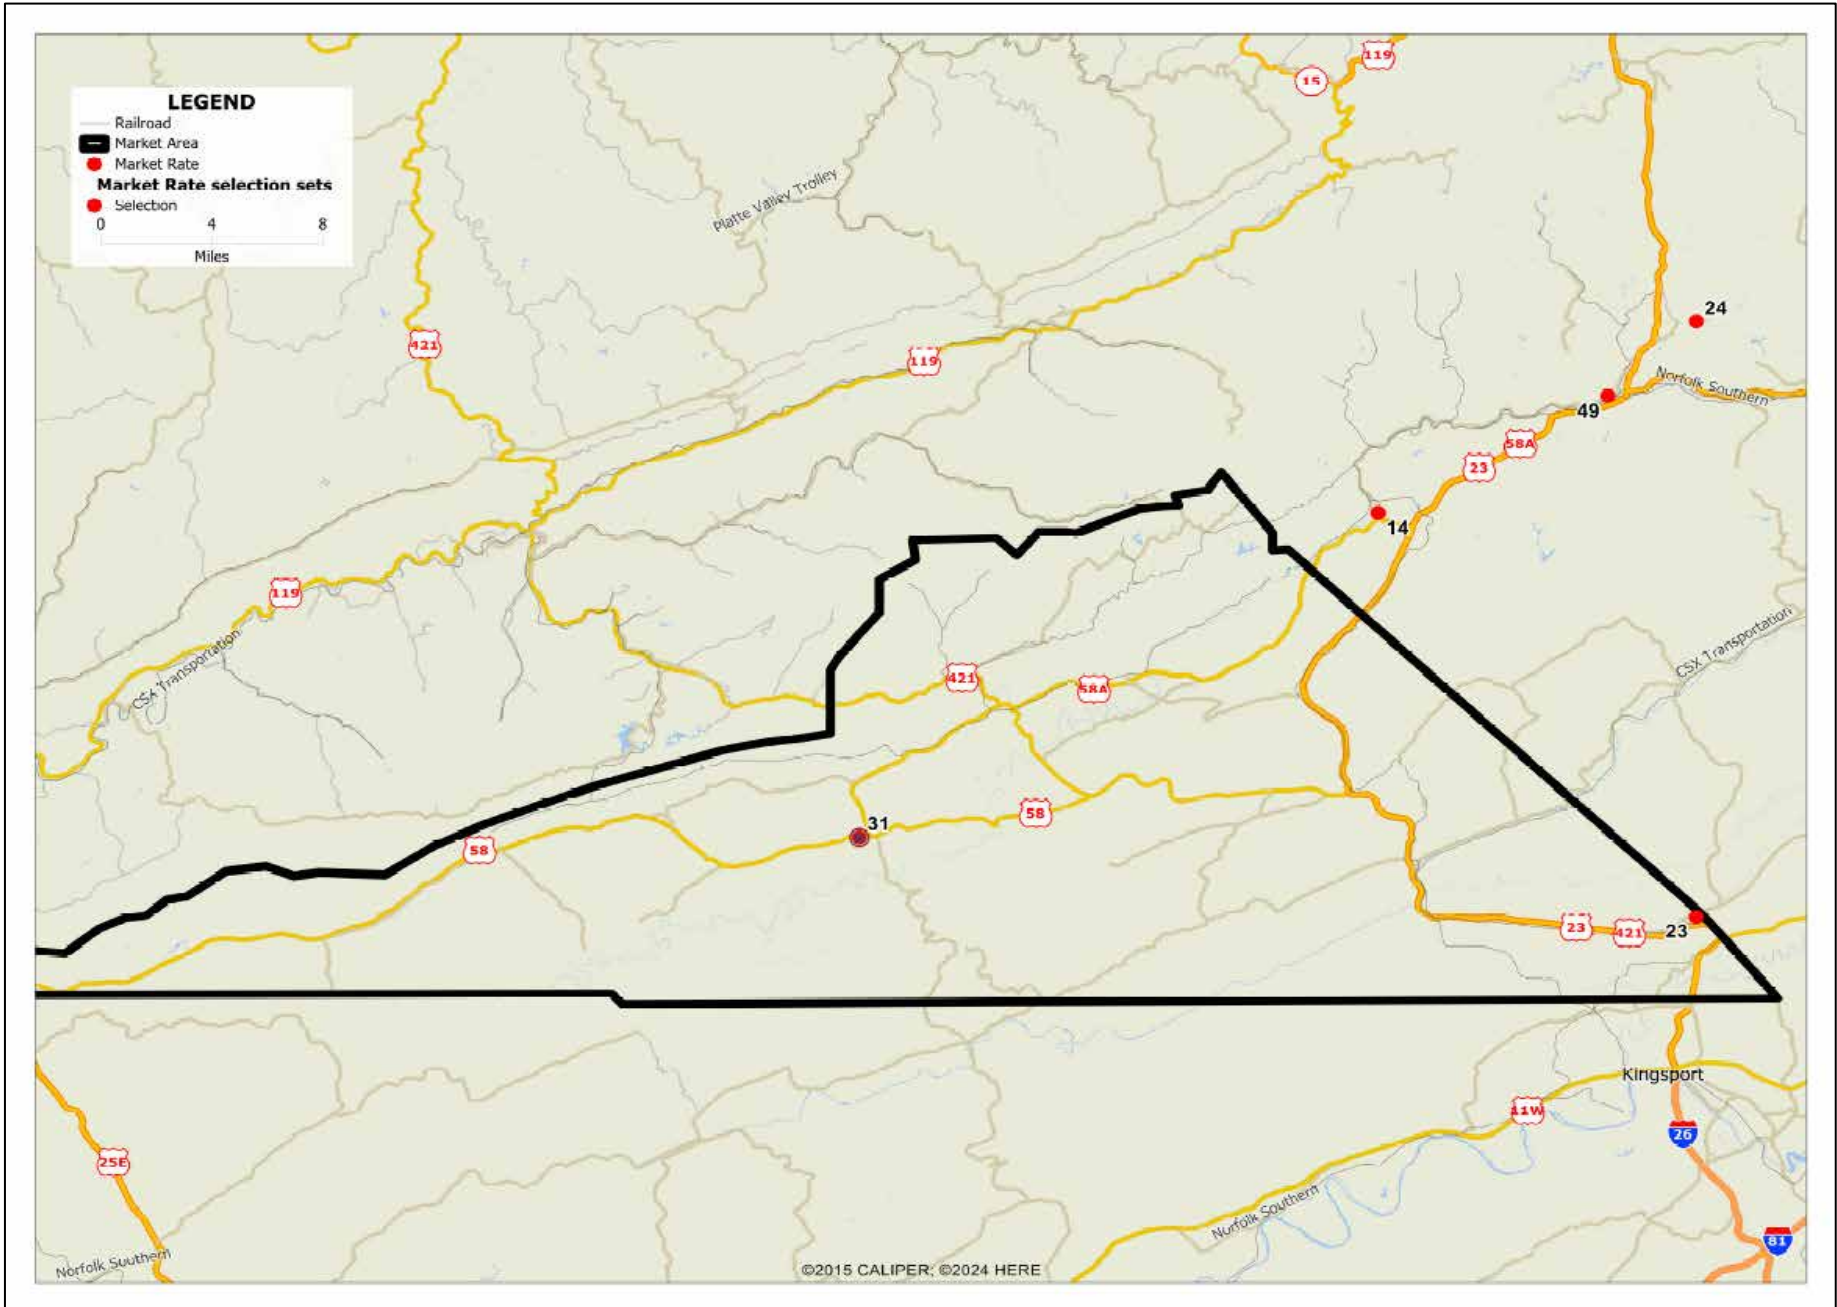 LEGEND
Railroad
Market Area
Market Rate
Market Rate selection sets
Selection
0 4 8
Miles
119
15
Platte Valley Trolley
24
421
119
Norfolk Southern
49
58A
23
14
119
CSX Transportation
CSX Transportation
421
58A
31
58
58
23
421
23
Kingsport
11W
26
25E
Norfolk Southern
81
Norfolk Southern
©2015 CALIPER; ©2024 HERE